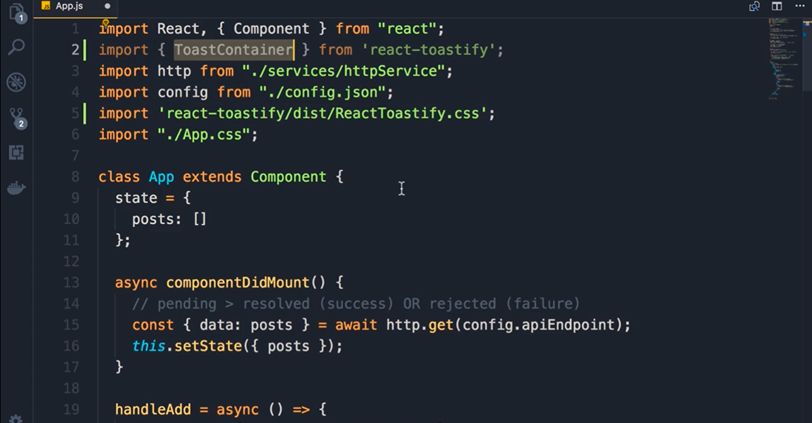 App.js
1 import React, { Component } from "react";
2 import { ToastContainer } from 'react-toastify';
3 import http from "./services/httpService";
4 import config from "./config.json";
5 import 'react-toastify/dist/ReactToastify.css';
6 import "./App.css";
7
8 class App extends Component {
9 state = {
10 posts: []
11 };
12
13 async componentDidMount() {
14 // pending > resolved (success) OR rejected (failure)
15 const { data: posts } = await http.get(config.apiEndpoint);
16 this.setState({ posts });
17 }
18
19 handleAdd = async () => {
1
2